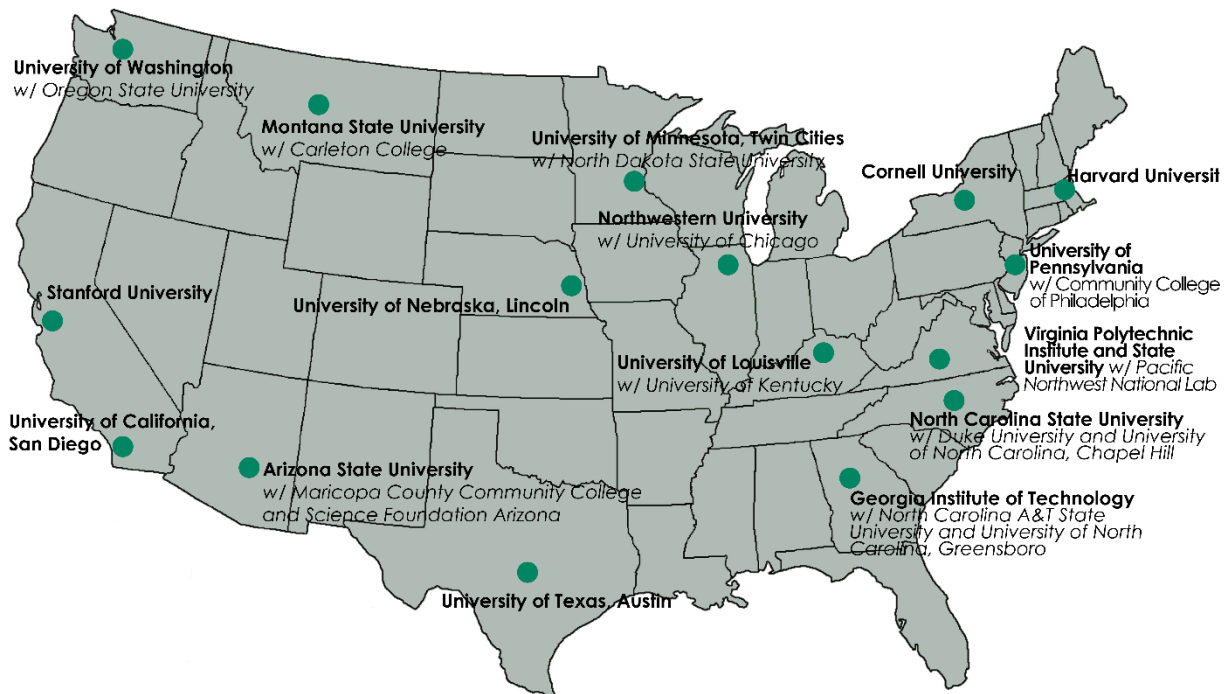 University of Washington
w/ Oregon State University
Montana State University
w/ Carleton College
University of Minnesota, Twin Cities
w/ North Dakota State University
Cornell University
Harvard Universit
Northwestern University
w/ University of Chicago
University of
Pennsylvania
w/ Community College
of Philadelphia
Stanford University
University of Nebraska, Lincoln
University of Louisville
w/ University of Kentucky
Virginia Polytechnic
Institute and State
University w/ Pacific
Northwest National Lab
University of California,
San Diego
North Carolina State University
w/ Duke University and University
of North Carolina, Chapel Hill
Arizona State University
w/ Maricopa County Community College
and Science Foundation Arizona
Georgia Institute of Technology
w/ North Carolina A&T State
University and University of North
Carolina, Greensboro
University of Texas, Austin